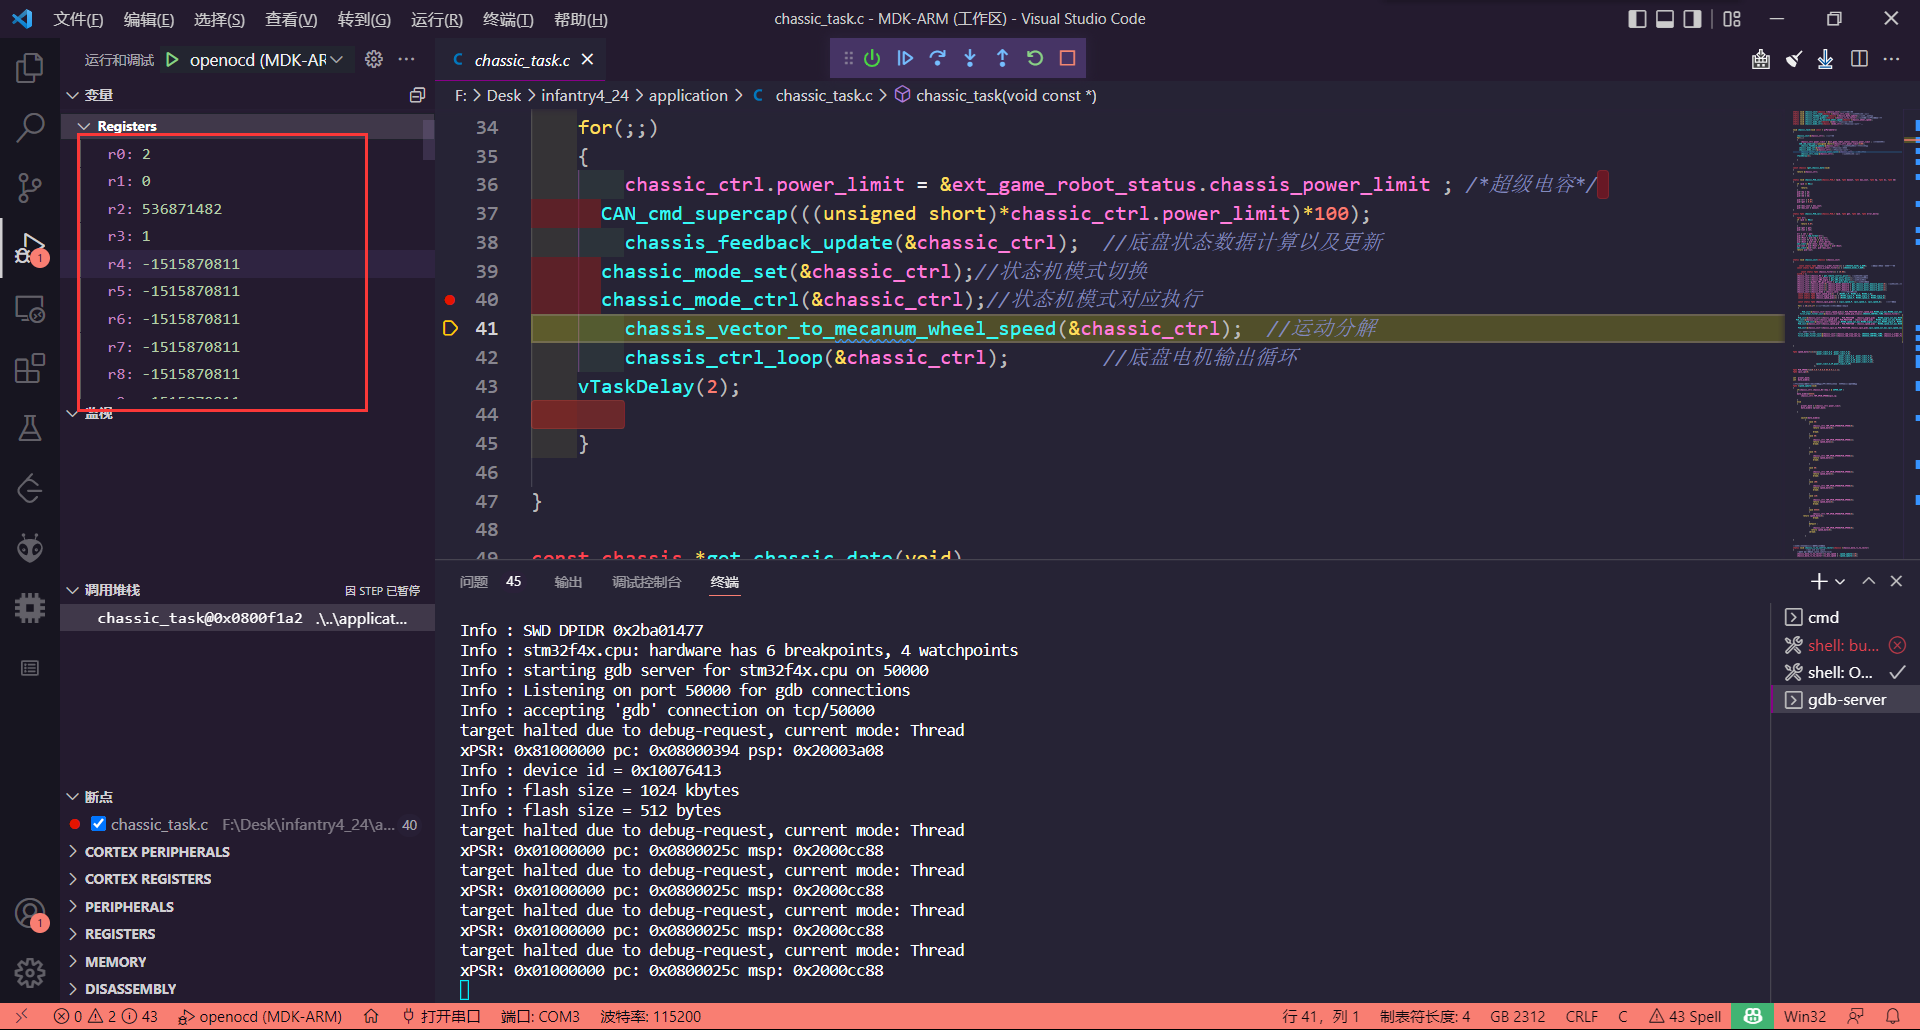 文件(F) 编辑(E) 选择(S) 查看(V) 转到(G) 运行(R) 终端(T) 帮助(H)
chassic_task.c - MDK-ARM (工作区) - Visual Studio Code
运行和调试 openocd (MDK-AR
变量
Registers
r0: 2
r1: 0
r2: 536871482
r3: 1
r4: -1515870811
r5: -1515870811
r6: -1515870811
r7: -1515870811
r8: -1515870811
监视
调用堆栈 因 STEP 已暂停
chassic_task@0x0800f1a2 .\..\applicat...
断点
chassic_task.c F:\Desk\infantry4_24\a... 40
CORTEX PERIPHERALS
CORTEX REGISTERS
PERIPHERALS
REGISTERS
MEMORY
DISASSEMBLY
1
1
chassic_task.c
F: > Desk > infantry4_24 > application > C chassic_task.c > chassic_task(void const *)
34 for(;;)
35 {
36 chassic_ctrl.power_limit = &ext_game_robot_status.chassis_power_limit ; /*超级电容*/
37 CAN_cmd_supercap(((unsigned short)*chassic_ctrl.power_limit)*100);
38 chassis_feedback_update(&chassic_ctrl); //底盘状态数据计算以及更新
39 chassic_mode_set(&chassic_ctrl);//状态机模式切换
40 chassic_mode_ctrl(&chassic_ctrl);//状态机模式对应执行
41 chassis_vector_to_mecanum_wheel_speed(&chassic_ctrl); //运动分解
42 chassis_ctrl_loop(&chassic_ctrl); //底盘电机输出循环
43 vTaskDelay(2);
44
45 }
46
47 }
48
49 const chassis *get_chassic_date(void)
问题 45 输出 调试控制台 终端
Info : SWD DPIDR 0x2ba01477
Info : stm32f4x.cpu: hardware has 6 breakpoints, 4 watchpoints
Info : starting gdb server for stm32f4x.cpu on 50000
Info : Listening on port 50000 for gdb connections
Info : accepting 'gdb' connection on tcp/50000
target halted due to debug-request, current mode: Thread
xPSR: 0x81000000 pc: 0x08000394 psp: 0x20003a08
Info : device id = 0x10076413
Info : flash size = 1024 kbytes
Info : flash size = 512 bytes
target halted due to debug-request, current mode: Thread
xPSR: 0x01000000 pc: 0x0800025c msp: 0x2000cc88
target halted due to debug-request, current mode: Thread
xPSR: 0x01000000 pc: 0x0800025c msp: 0x2000cc88
target halted due to debug-request, current mode: Thread
xPSR: 0x01000000 pc: 0x0800025c msp: 0x2000cc88
target halted due to debug-request, current mode: Thread
xPSR: 0x01000000 pc: 0x0800025c msp: 0x2000cc88
cmd
shell: bu...
shell: O...
gdb-server
0 2 43 openocd (MDK-ARM) 打开串口 端口: COM3 波特率: 115200 行 41，列 1 制表符长度: 4 GB 2312 CRLF C 43 Spell Win32